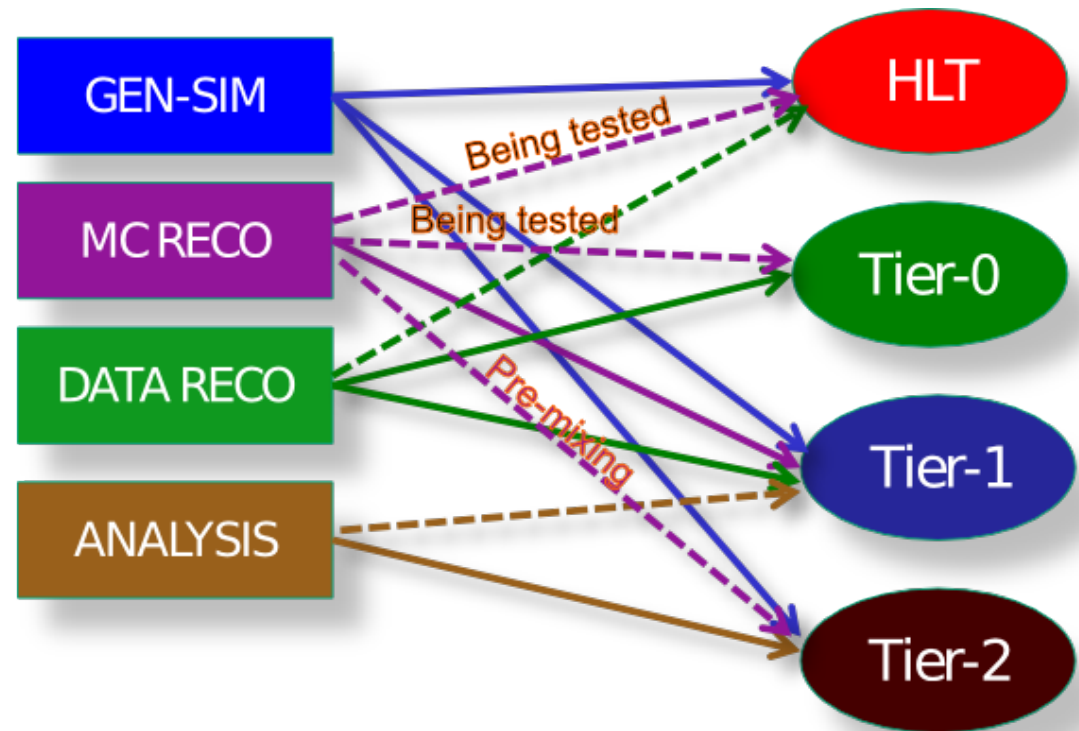 GEN-SIM
HLT
Being tested
MC RECO
Being tested
Tier-0
DATA RECO
Pre-mixing
Tier-1
ANALYSIS
Tier-2